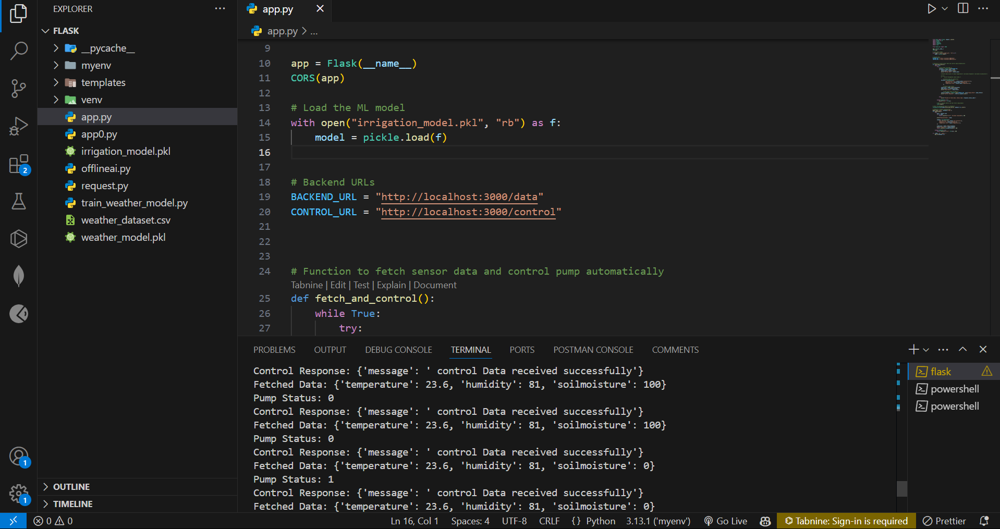 EXPLORER
FLASK
__pycache__
myenv
templates
venv
app.py
app0.py
irrigation_model.pkl
offlineai.py
request.py
train_weather_model.py
weather_dataset.csv
weather_model.pkl
OUTLINE
TIMELINE
2
1
1
app.py
app.py > ...
9
10 app = Flask(__name__)
11 CORS(app)
12
13 # Load the ML model
14 with open("irrigation_model.pkl", "rb") as f:
15 model = pickle.load(f)
16
17
18 # Backend URLs
19 BACKEND_URL = "http://localhost:3000/data"
20 CONTROL_URL = "http://localhost:3000/control"
21
22
23
24 # Function to fetch sensor data and control pump automatically
Tabnine | Edit | Test | Explain | Document
25 def fetch_and_control():
26 while True:
27 try:
PROBLEMS OUTPUT DEBUG CONSOLE TERMINAL PORTS POSTMAN CONSOLE COMMENTS
Control Response: {'message': ' control Data received successfully'}
Fetched Data: {'temperature': 23.6, 'humidity': 81, 'soilmoisture': 100}
Pump Status: 0
Control Response: {'message': ' control Data received successfully'}
Fetched Data: {'temperature': 23.6, 'humidity': 81, 'soilmoisture': 100}
Pump Status: 0
Control Response: {'message': ' control Data received successfully'}
Fetched Data: {'temperature': 23.6, 'humidity': 81, 'soilmoisture': 0}
Pump Status: 1
Control Response: {'message': ' control Data received successfully'}
Fetched Data: {'temperature': 23.6, 'humidity': 81, 'soilmoisture': 0}
flask
powershell
powershell
0 0 Ln 16, Col 1 Spaces: 4 UTF-8 CRLF {} Python 3.13.1 ('myenv') Go Live Tabnine: Sign-in is required Prettier